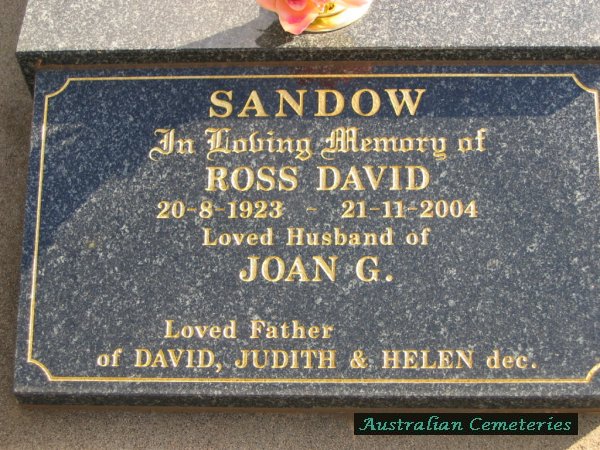 SANDOW
In Loving Memory of
ROSS DAVID
20-8-1923 - 21-11-2004
Loved Husband of
JOAN G.
Loved Father
of DAVID, JUDITH & HELEN dec.
Australian Cemeteries